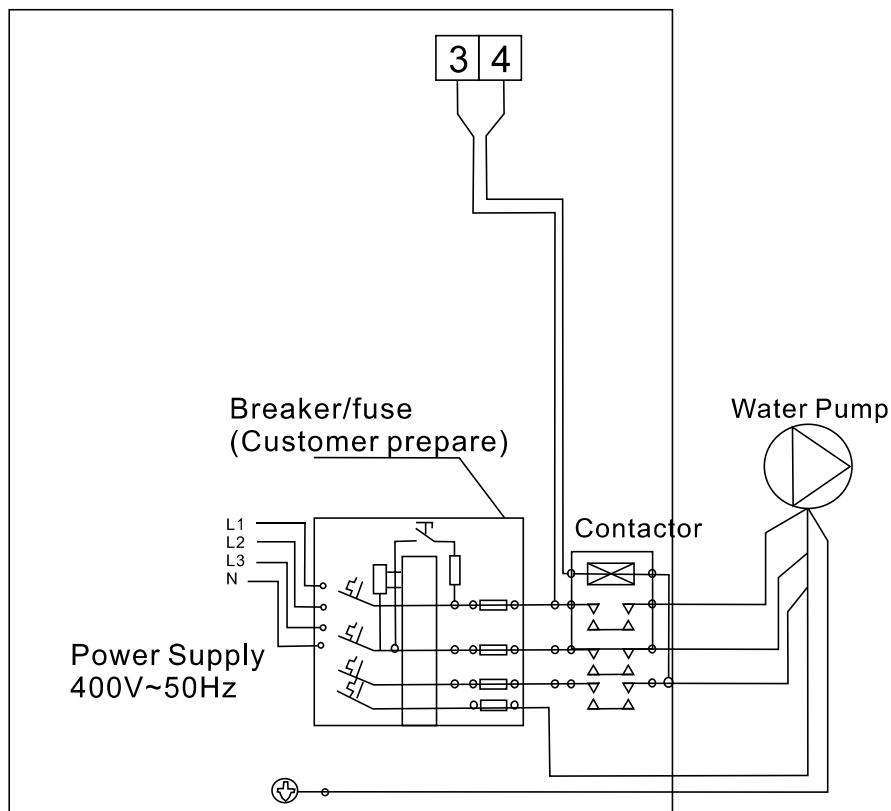 3 4
Breaker/fuse
(Customer prepare)
Water Pump
Contactor
L1
L2
L3
N
Power Supply
400V~50Hz